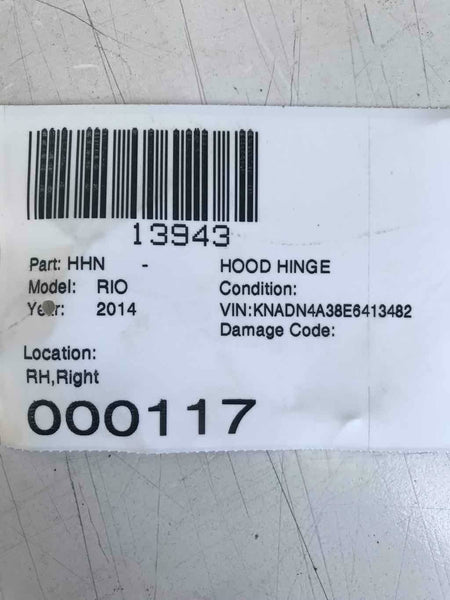 13943
Part: HHN - HOOD HINGE
Model: RIO Condition:
Year: 2014 VIN:KNADN4A38E6413482
Damage Code:
Location:
RH,Right
000117